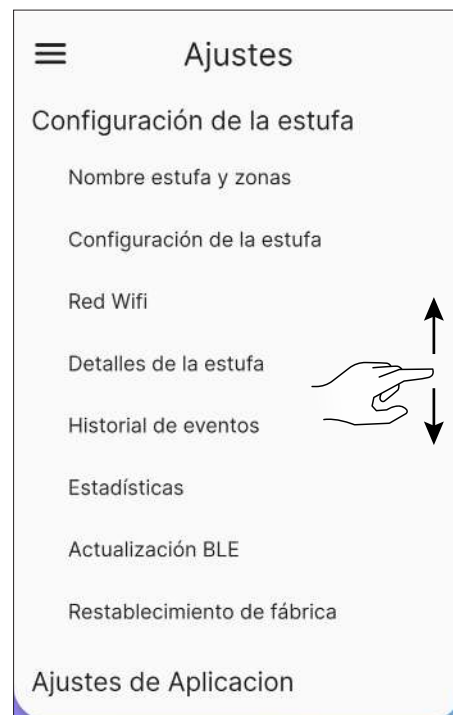 Ajustes
Configuración de la estufa
Nombre estufa y zonas
Configuración de la estufa
Red Wifi
Detalles de la estufa
Historial de eventos
Estadísticas
Actualización BLE
Restablecimiento de fábrica
Ajustes de Aplicacion